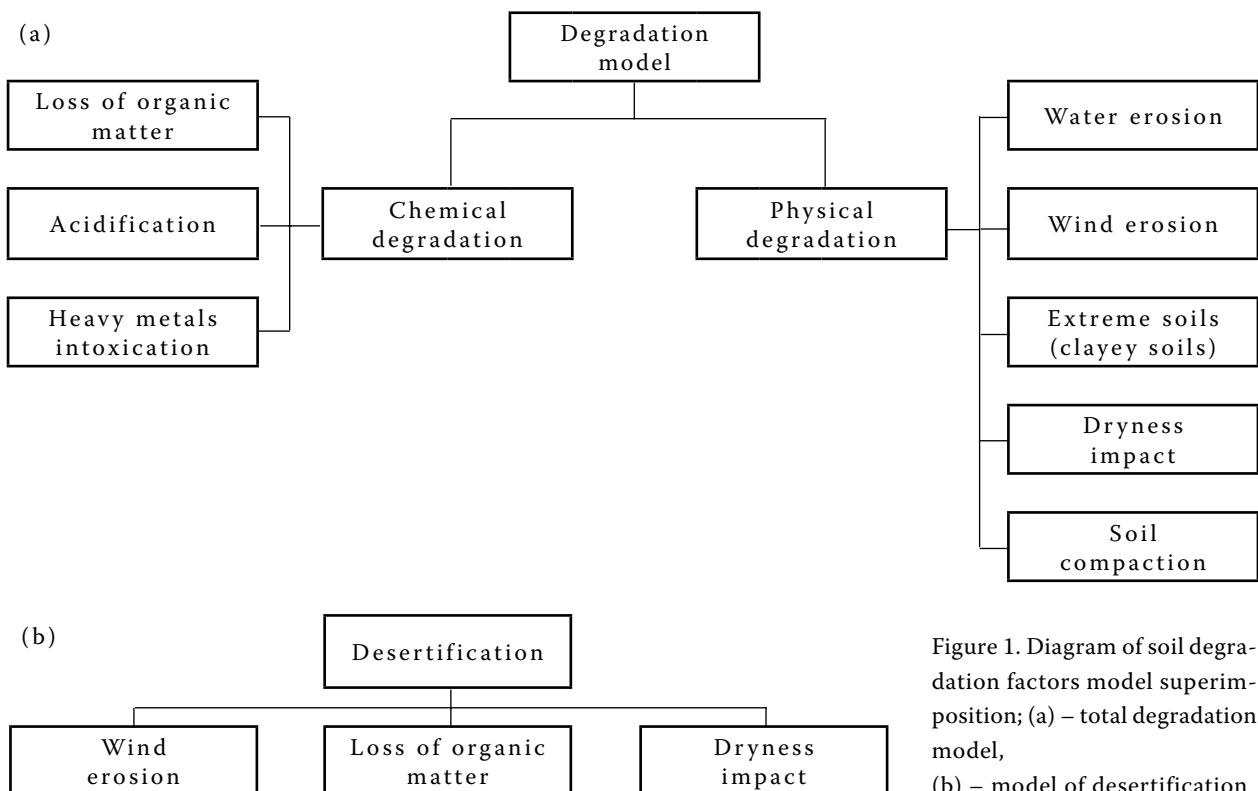 (a)
Degradation
model
Loss of organic
matter
Acidification
Heavy metals
intoxication
Chemical
degradation
Physical
degradation
Water erosion
Wind erosion
Extreme soils
(clayey soils)
Dryness
impact
Soil
compaction
(b)
Desertification
Wind
erosion
Loss of organic
matter
Dryness
impact
Figure 1. Diagram of soil degra-
dation factors model superim-
position; (a) – total degradation
model,
(b) – model of desertification